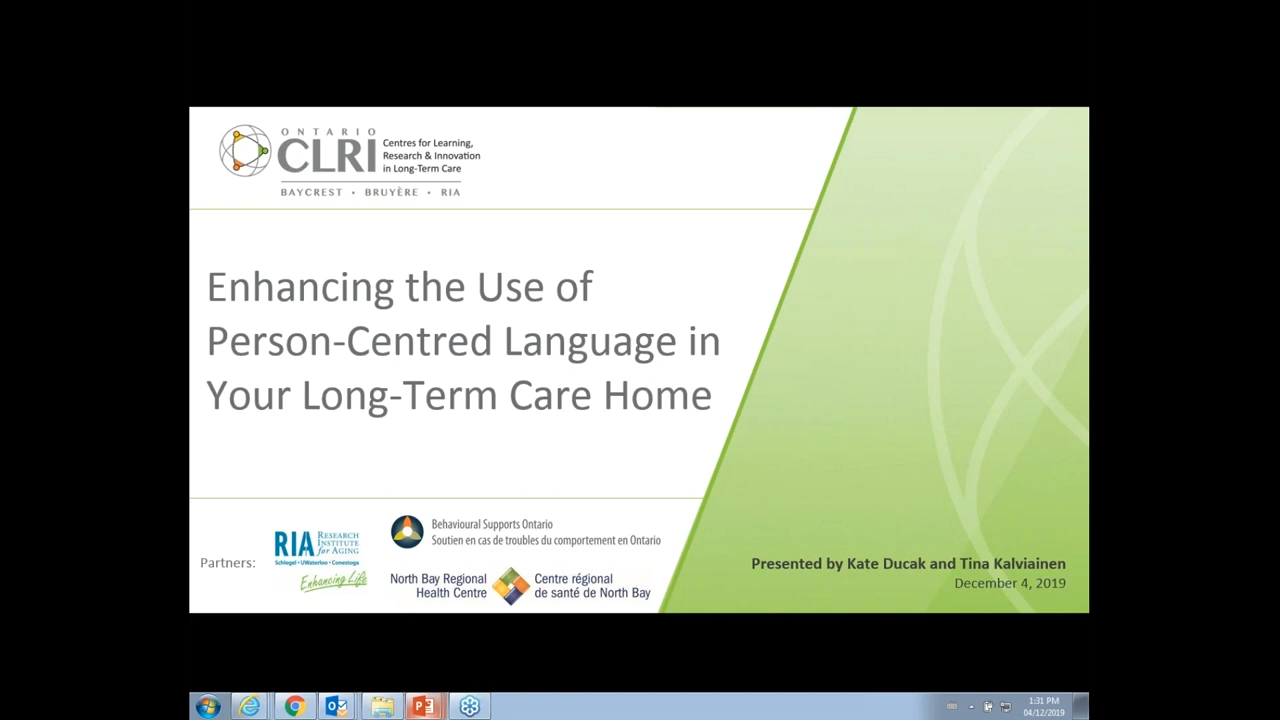 ONTARIO
CLRI
Centres for Learning,
Research & Innovation
in Long-Term Care
BAYCREST • BRUYÈRE • RIA
Enhancing the Use of
Person-Centred Language in
Your Long-Term Care Home
Partners:
RIA RESEARCH
INSTITUTE
for AGING
Schlegel • UWaterloo • Conestoga
Enhancing Life
Behavioural Supports Ontario
Soutien en cas de troubles du comportement en Ontario
North Bay Regional
Health Centre
Centre régional
de santé de North Bay
Presented by Kate Ducak and Tina Kalviainen
December 4, 2019
1:31 PM
04/12/2019